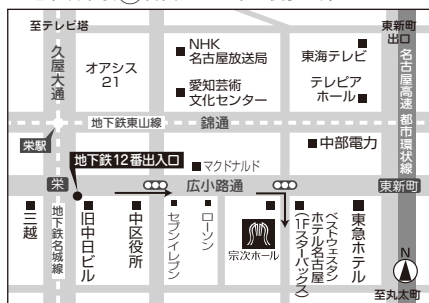 至テレビ塔
久屋大通
オアシス
21
NHK
名古屋放送局
愛知芸術
文化センター
東海テレビ
テレピア
ホール
東新町
出口
名古屋高速 都市環状線
地下鉄東山線
錦通
栄駅
地下鉄12番出入口
マクドナルド
中部電力
栄
広小路通
東新町
三越
地下鉄名城線
旧中日ビル
中区役所
セブンイレブン
ローソン
宗次ホール
ベストウェスタン
ホテル名古屋
(1Fスターバックス)
東急ホテル
N
至丸太町